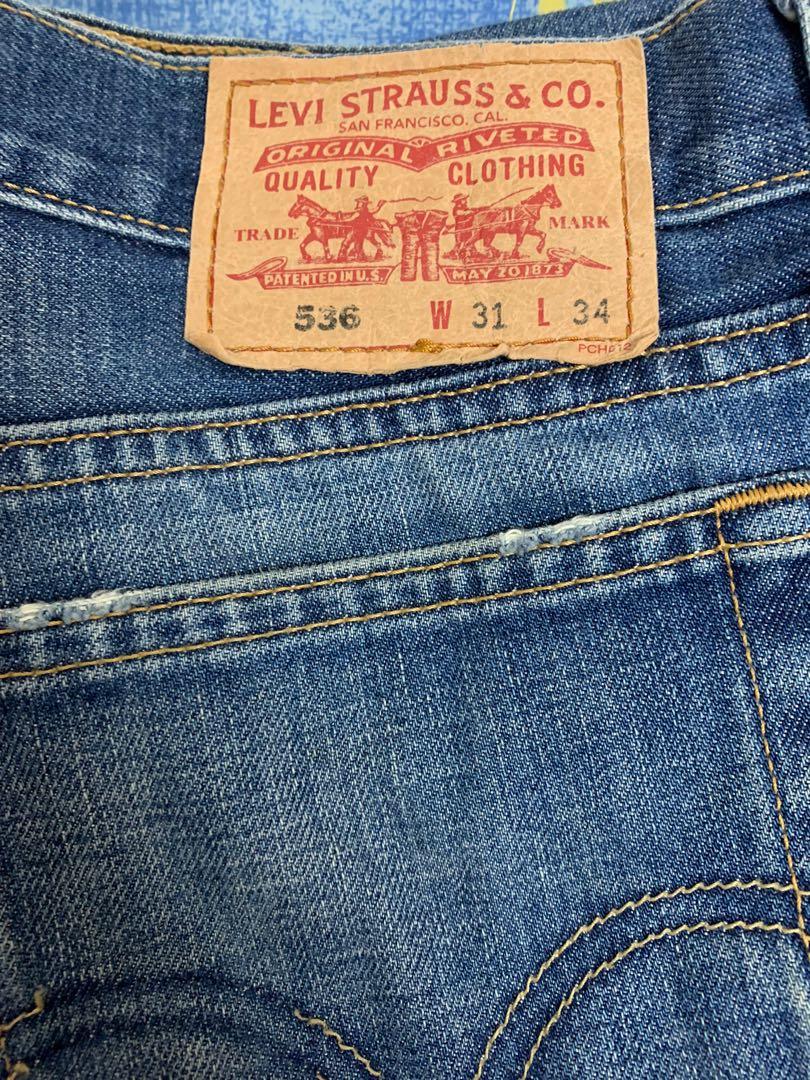 LEVI STRAUSS & CO.
SAN FRANCISCO, CAL.
ORIGINAL RIVETED
QUALITY CLOTHING
TRADE MARK
PATENTED IN U.S. MAY 20 1873
536 W 31 L 34